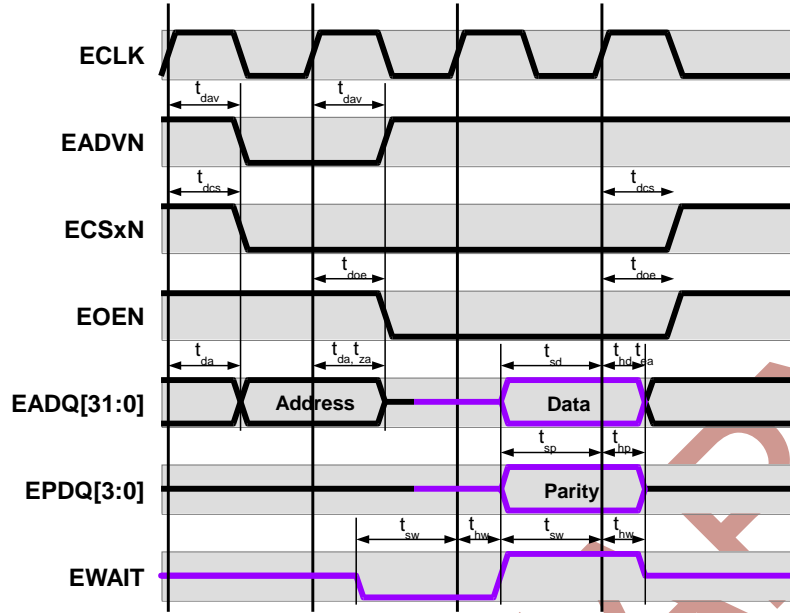 ECLK
t_dav t_dav
EADVN
t_dcs t_dcs
ECSxN
t_doe t_doe
EOEN
t_da t_da, t_za t_sd t_hd t_ea
EADQ[31:0] Address Data
t_sp t_hp
EPDQ[3:0] Parity
t_sw t_hw t_sw t_hw
EWAIT